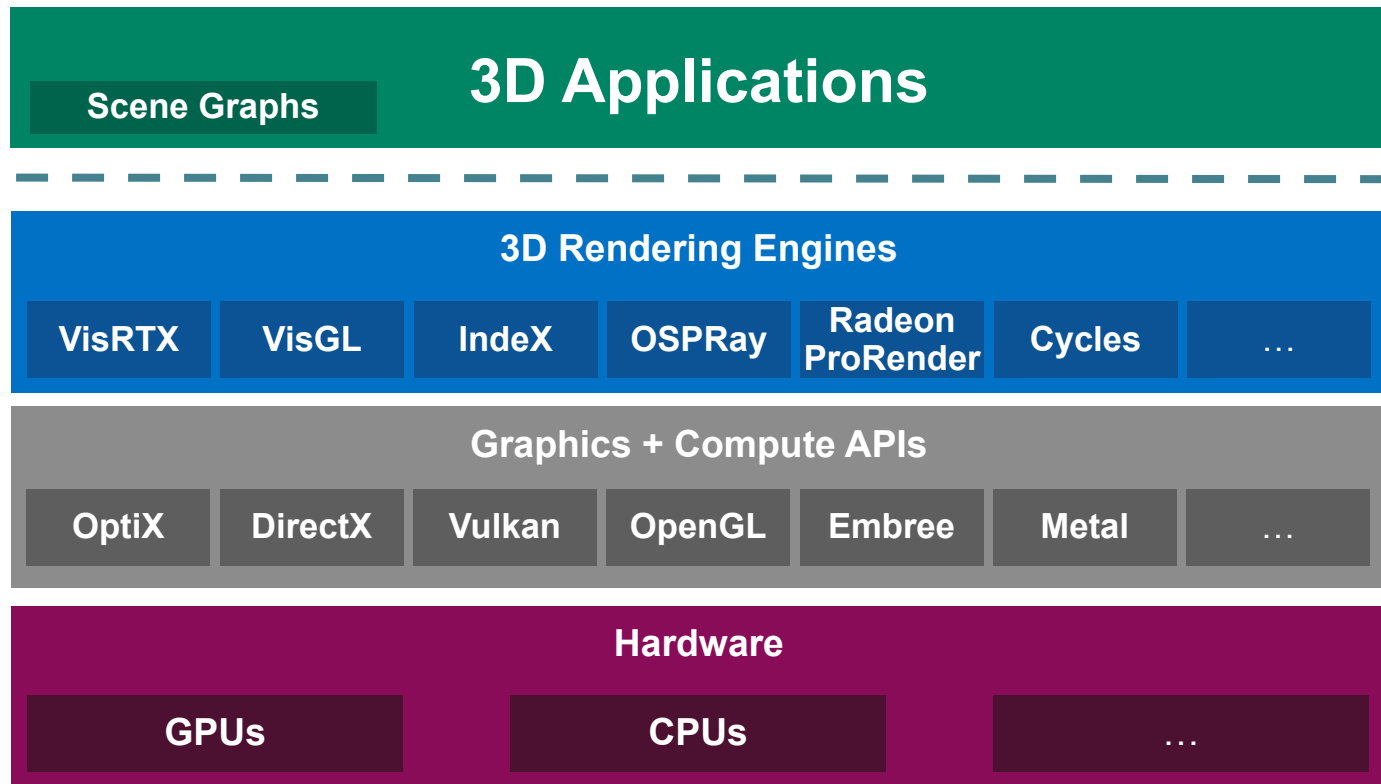 3D Applications
Scene Graphs
3D Rendering Engines
VisRTX
VisGL
IndeX
OSPRay
Radeon
ProRender
Cycles
...
Graphics + Compute APIs
OptiX
DirectX
Vulkan
OpenGL
Embree
Metal
...
Hardware
GPUs
CPUs
...